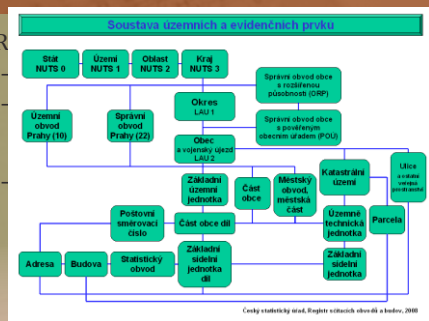 R
Soustava územních a evidenčních prvků
Stát
NUTS 0
Území
NUTS 1
Oblast
NUTS 2
Kraj
NUTS 3
Správní obvod obce
s rozšířenou
působností (ORP)
Okres
LAU 1
Územní
obvod
Prahy (10)
Správní
obvod
Prahy (22)
Správní obvod obce
s pověřeným
obecním úřadem (POU)
Obec
a vojenský újezd
LAU 2
Ulice
a ostatní
veřejná
prostranství
Základní
územní
jednotka
Část
obce
Městský
obvod,
městská
část
Katastrální
území
Poštovní
směrovací
číslo
Část obce díl
Územně
technická
jednotka
Parcela
Adresa
Budova
Statistický
obvod
Základní
sídelní
jednotka
díl
Základní
sídelní
jednotka
Český statistický úřad, Registr sčítacích obvodů a budov, 2008